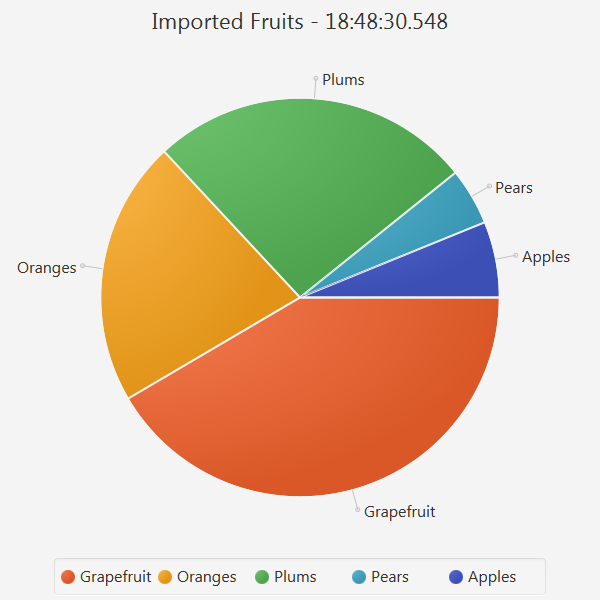 Imported Fruits - 18:48:30.548
Plums
Pears
Apples
Oranges
Grapefruit
Grapefruit Oranges Plums Pears Apples